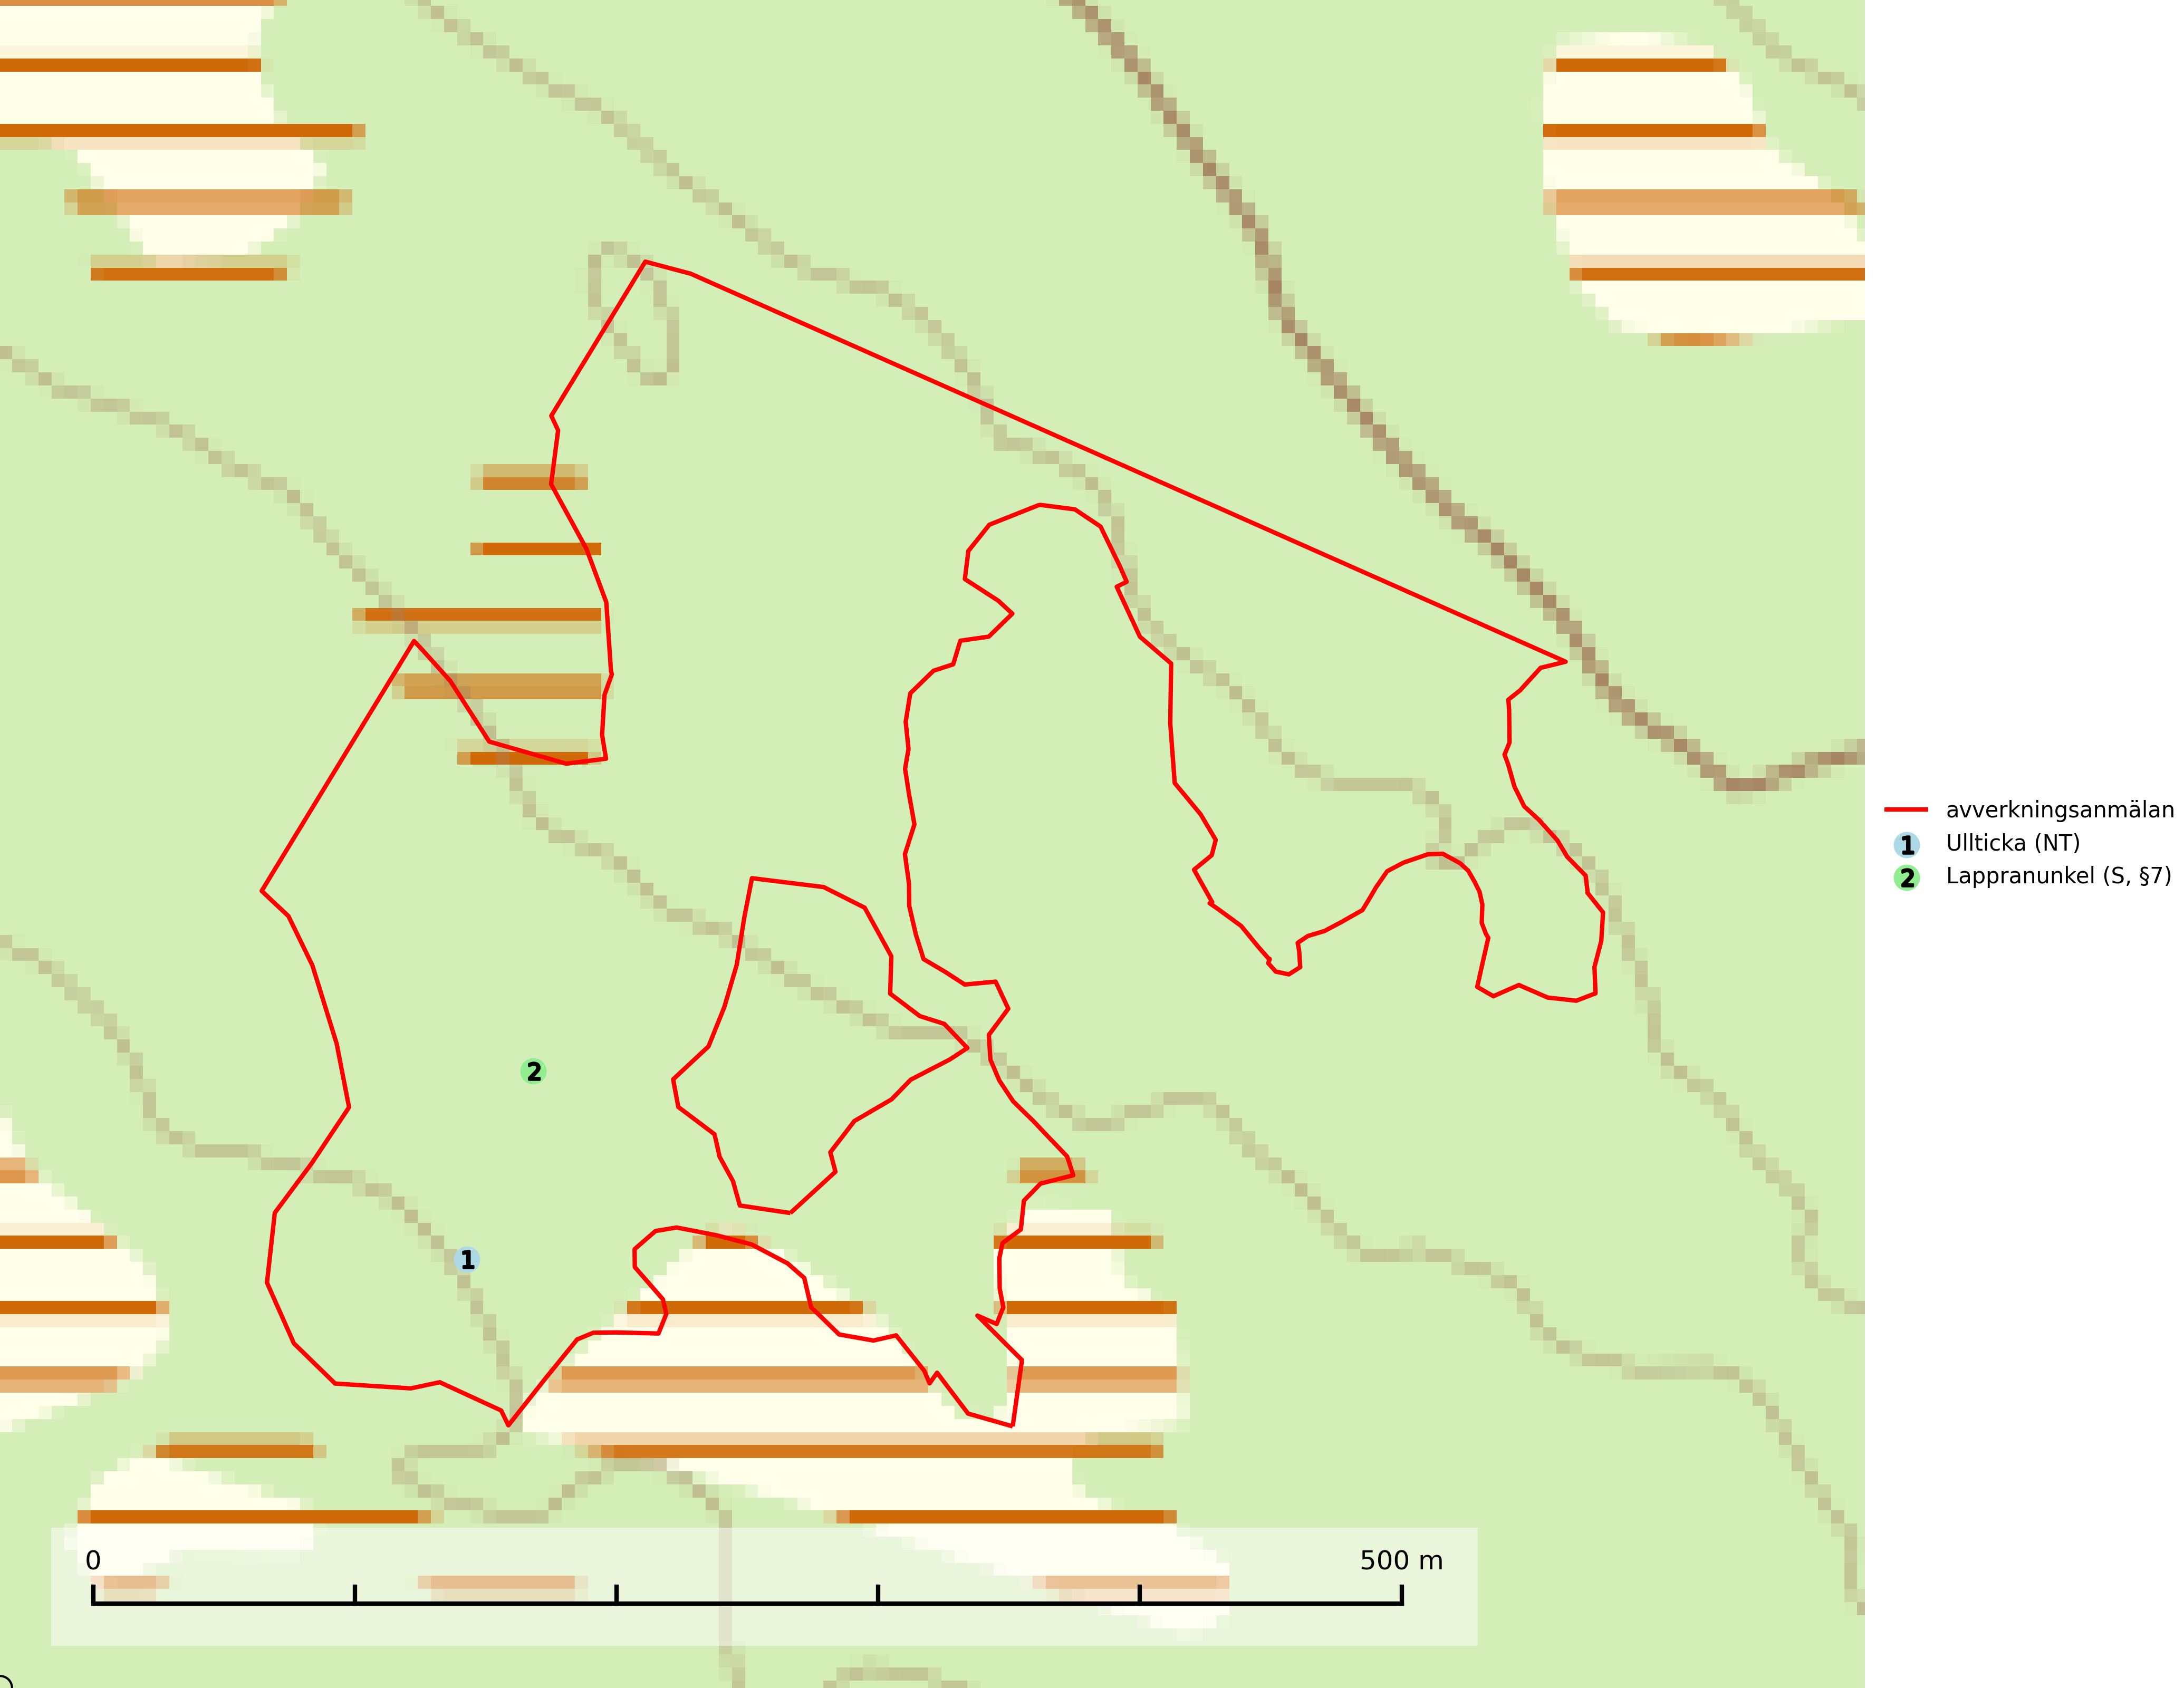 avverkningsanmälan
1 Ullticka (NT)
2 Lappranunkel (S, §7)
2
1
0 500 m